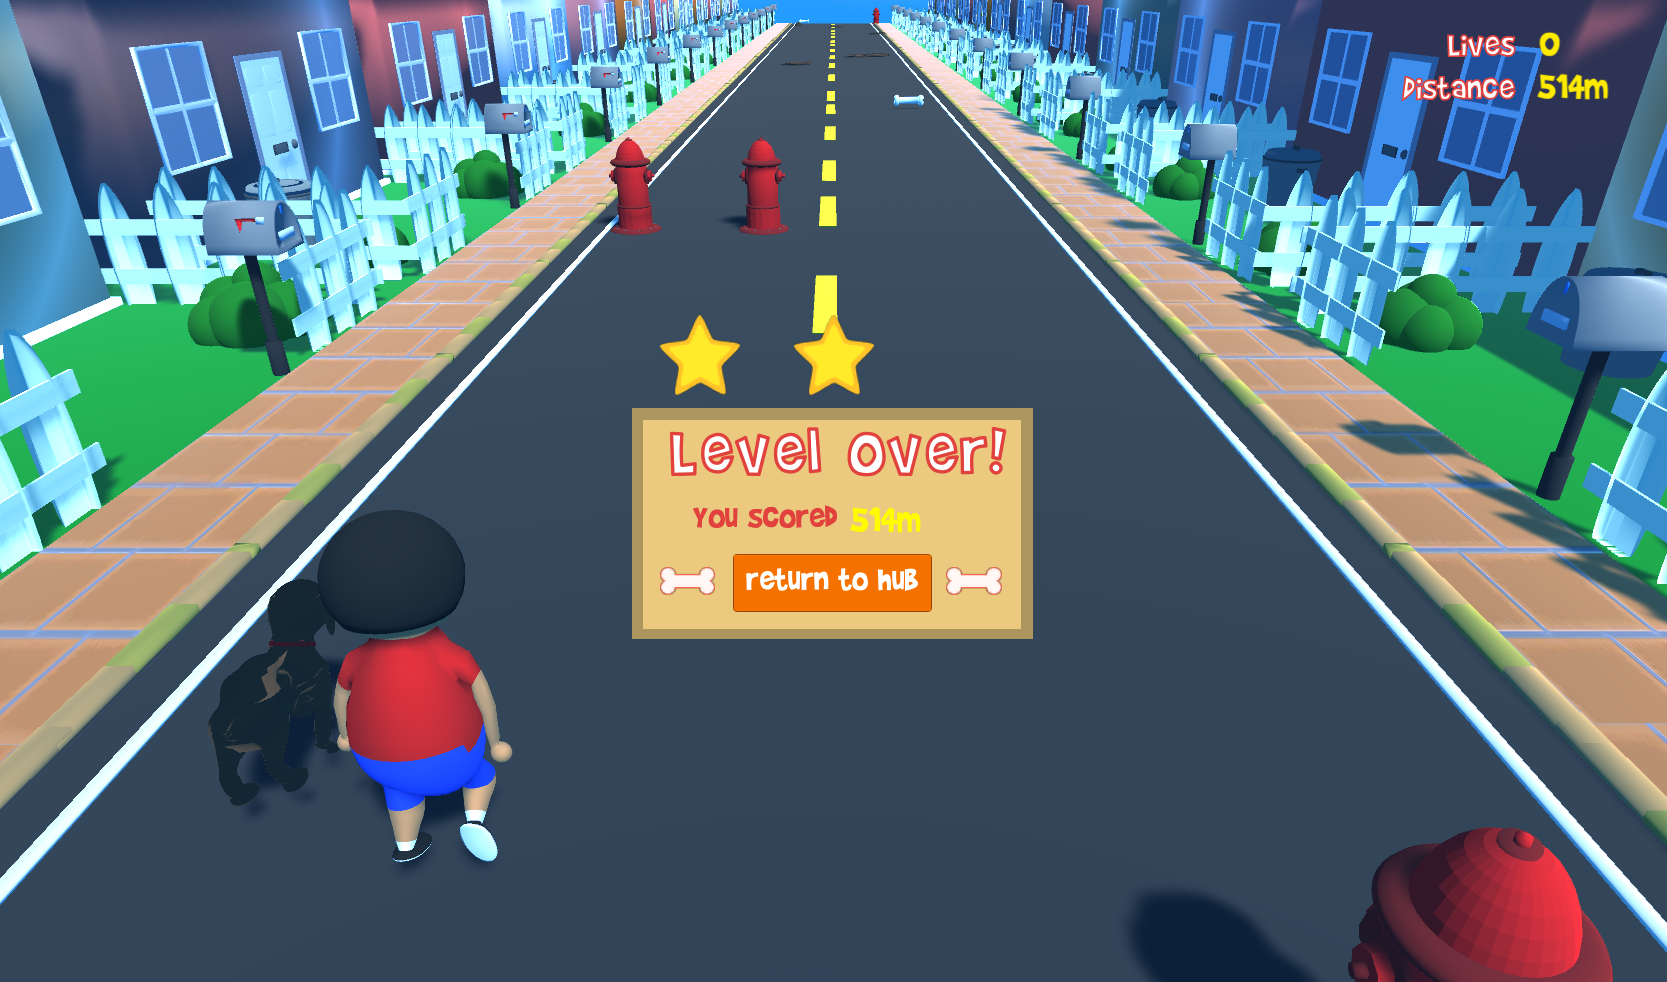 Lives 0
Distance 514m
Level Over!
You scored 514m
return to hub